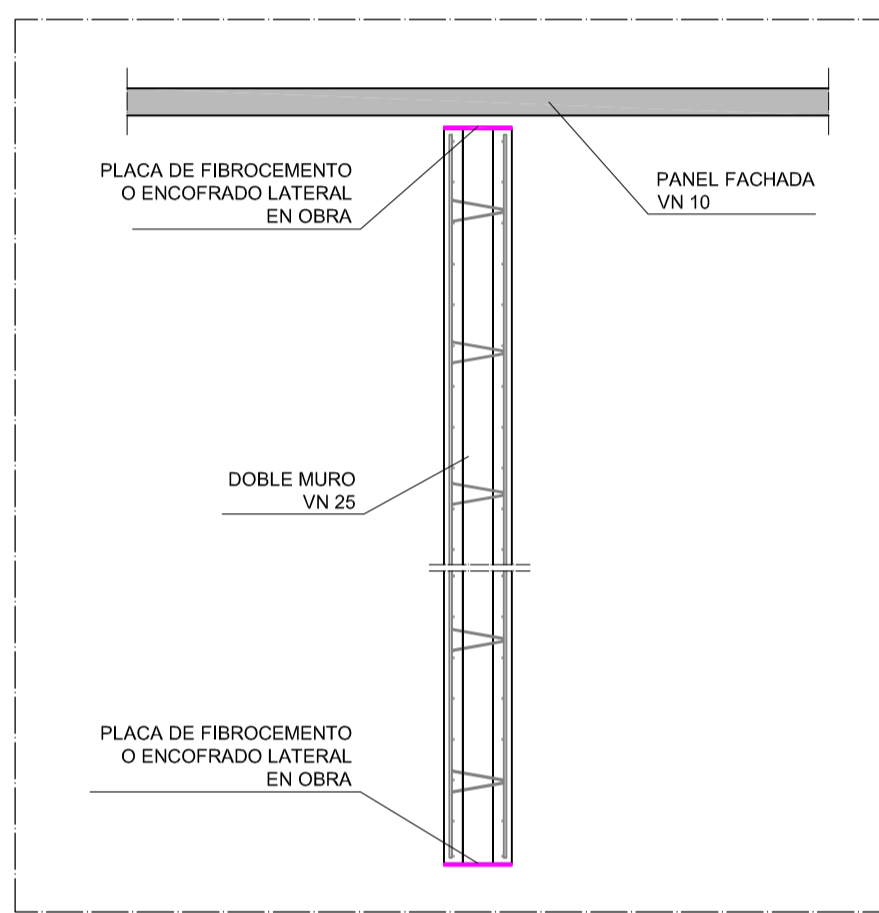 PLACA DE FIBROCEMENTO
O ENCOFRADO LATERAL
EN OBRA
PANEL FACHADA
VN 10
DOBLE MURO
VN 25
PLACA DE FIBROCEMENTO
O ENCOFRADO LATERAL
EN OBRA